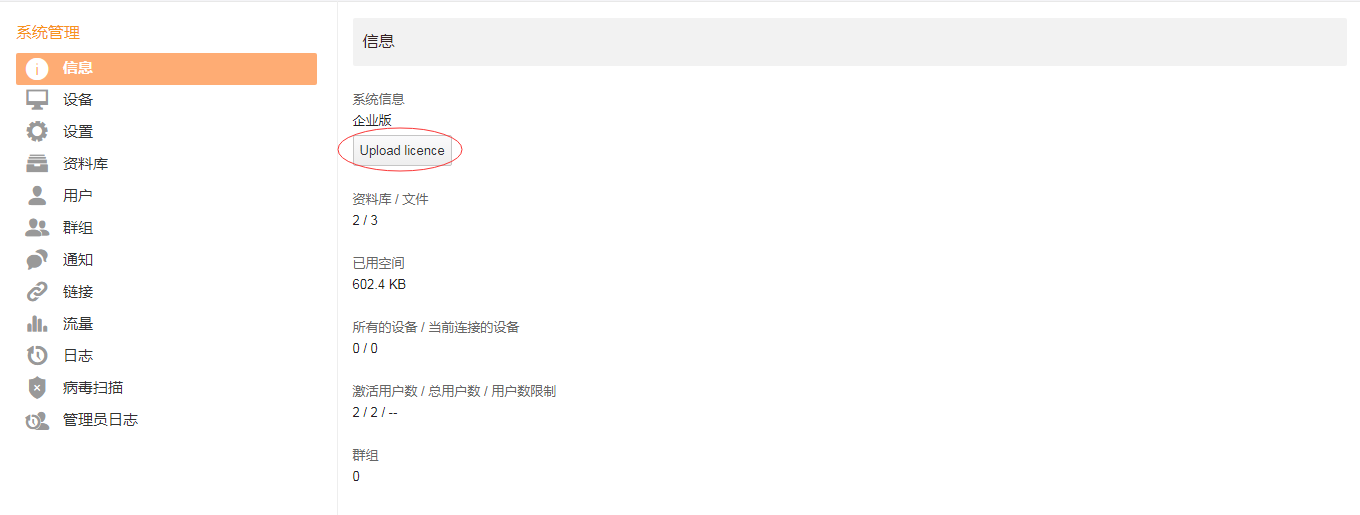 系统管理
信息
设备
设置
资料库
用户
群组
通知
链接
流量
日志
病毒扫描
管理员日志
信息
系统信息
企业版
Upload licence
资料库 / 文件
2 / 3
已用空间
602.4 KB
所有的设备 / 当前连接的设备
0 / 0
激活用户数 / 总用户数 / 用户数限制
2 / 2 / --
群组
0